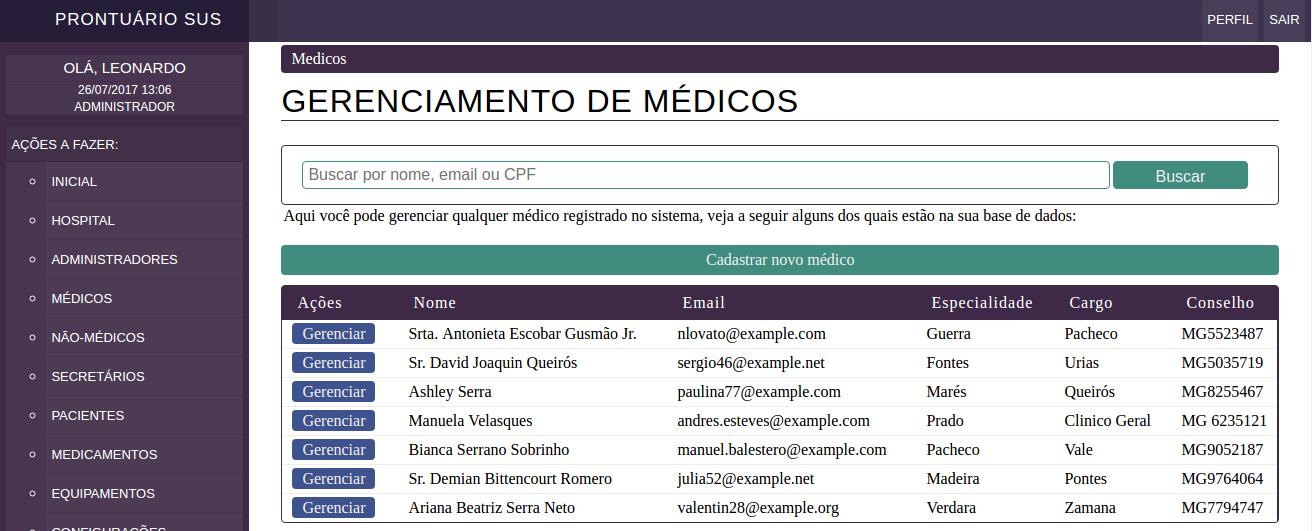 PRONTUÁRIO SUS
PERFIL SAIR
OLÁ, LEONARDO
26/07/2017 13:06
ADMINISTRADOR
AÇÕES A FAZER:
INICIAL
HOSPITAL
ADMINISTRADORES
MÉDICOS
NÃO-MÉDICOS
SECRETÁRIOS
PACIENTES
MEDICAMENTOS
EQUIPAMENTOS
CONFIGURAÇÕES
Medicos
GERENCIAMENTO DE MÉDICOS
Buscar por nome, email ou CPF Buscar
Aqui você pode gerenciar qualquer médico registrado no sistema, veja a seguir alguns dos quais estão na sua base de dados:
Cadastrar novo médico
Ações Nome Email Especialidade Cargo Conselho
Gerenciar Srta. Antonieta Escobar Gusmão Jr. nlovato@example.com Guerra Pacheco MG5523487
Gerenciar Sr. David Joaquin Queirós sergio46@example.net Fontes Urias MG5035719
Gerenciar Ashley Serra paulina77@example.com Marés Queirós MG8255467
Gerenciar Manuela Velasques andres.esteves@example.com Prado Clinico Geral MG 6235121
Gerenciar Bianca Serrano Sobrinho manuel.balestero@example.com Pacheco Vale MG9052187
Gerenciar Sr. Demian Bittencourt Romero julia52@example.net Madeira Pontes MG9764064
Gerenciar Ariana Beatriz Serra Neto valentin28@example.org Verdara Zamana MG7794747